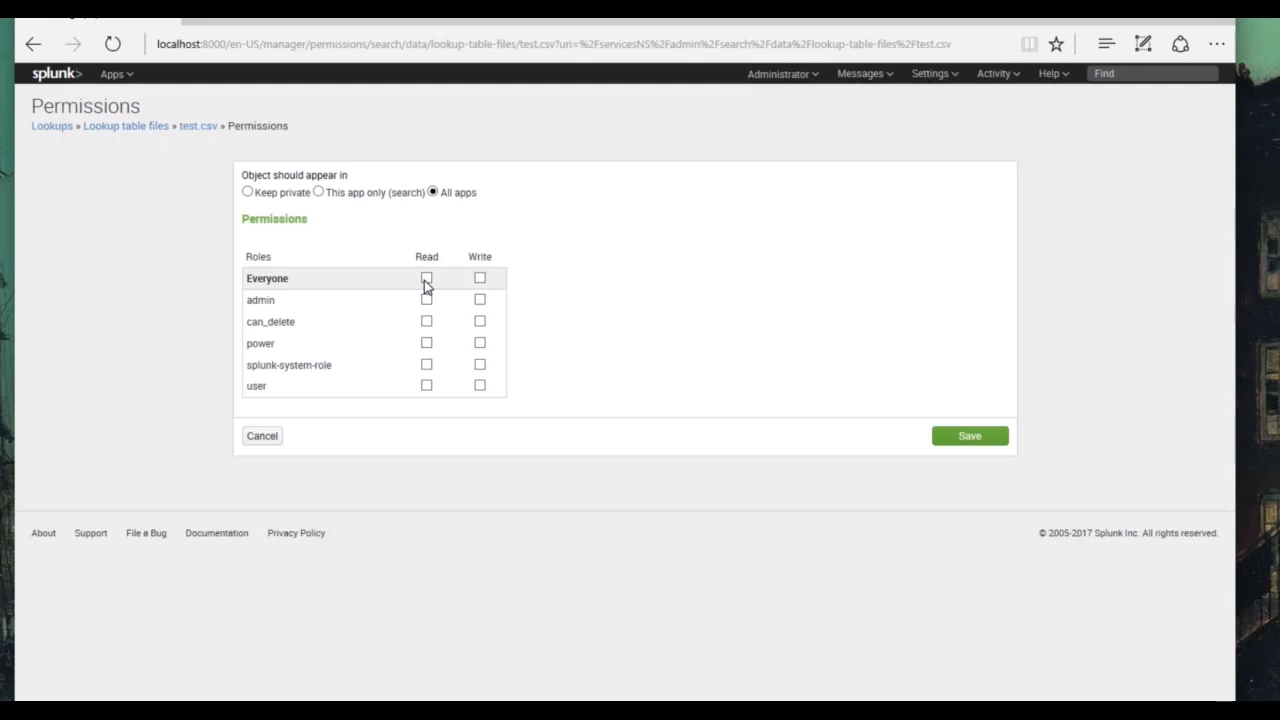 localhost:8000/en-US/manager/permissions/search/data/lookup-table-files/test.csv?uri=%2FservicesNS%2Fadmin%2Fsearch%2Fdata%2Flookup-table-files%2Ftest.csv
splunk> Apps Administrator Messages Settings Activity Help Find
Permissions
Lookups » Lookup table files » test.csv » Permissions
Object should appear in
Keep private This app only (search) All apps
Permissions
Roles Read Write
Everyone
admin
can_delete
power
splunk-system-role
user
Cancel Save
About Support File a Bug Documentation Privacy Policy © 2005-2017 Splunk Inc. All rights reserved.